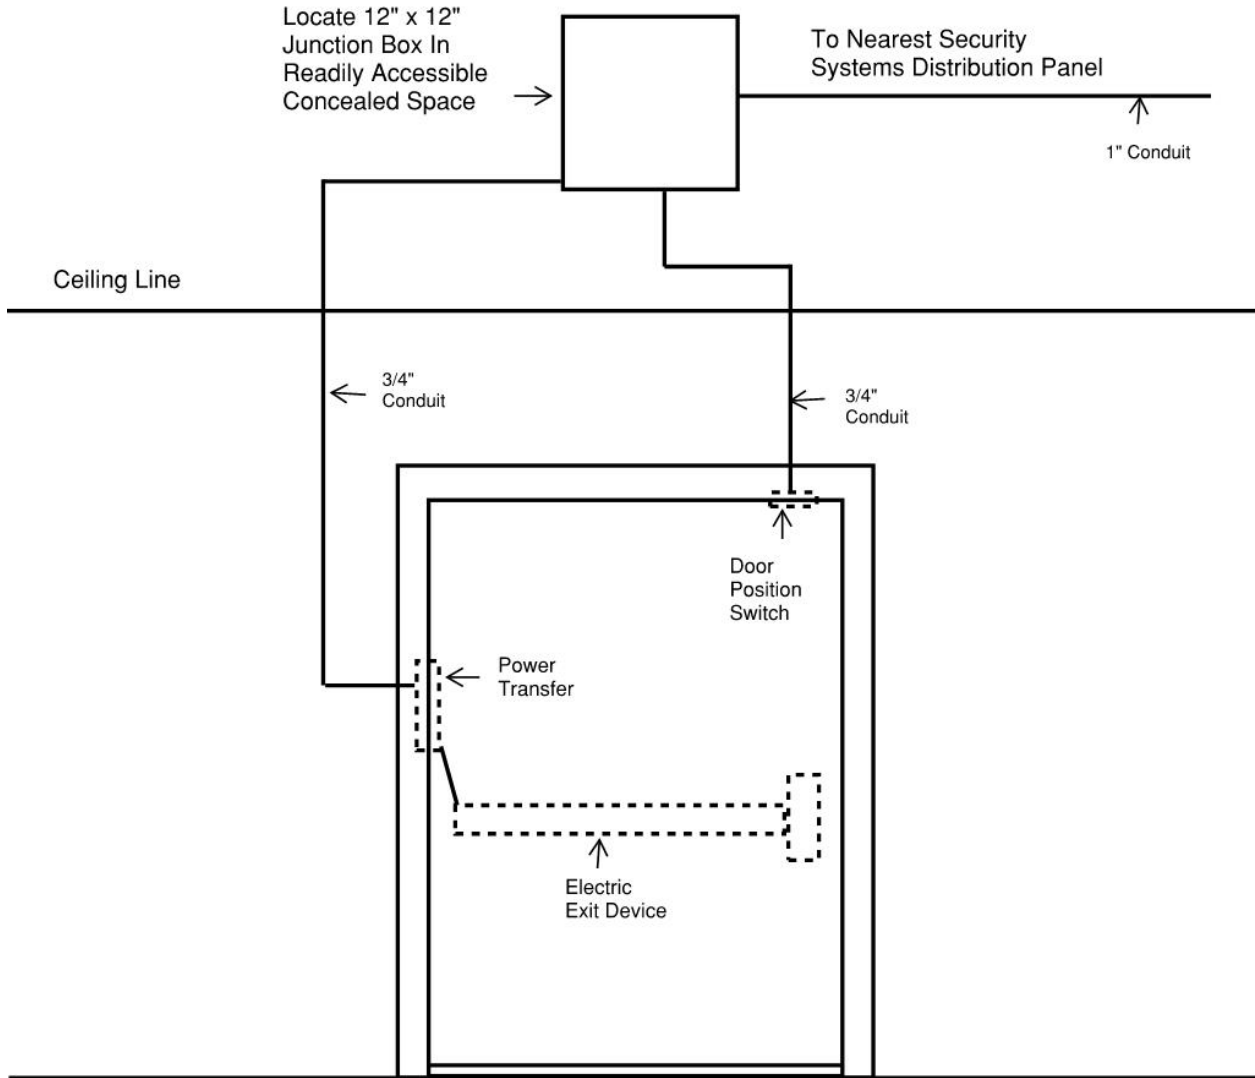 Locate 12" x 12"
Junction Box In
Readily Accessible
Concealed Space
To Nearest Security
Systems Distribution Panel
1" Conduit
Ceiling Line
3/4"
Conduit
3/4"
Conduit
Door
Position
Switch
Power
Transfer
Electric
Exit Device